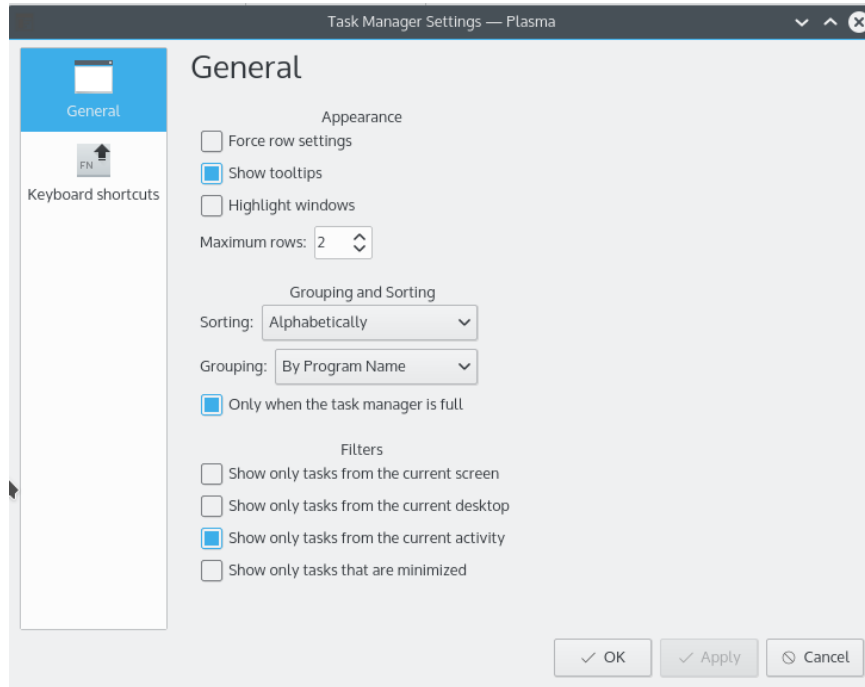 Task Manager Settings — Plasma
General
General
Appearance
Force row settings
FN
Show tooltips
Keyboard shortcuts
Highlight windows
Maximum rows: 2
Grouping and Sorting
Sorting: Alphabetically
Grouping: By Program Name
Only when the task manager is full
Filters
Show only tasks from the current screen
Show only tasks from the current desktop
Show only tasks from the current activity
Show only tasks that are minimized
OK Apply Cancel